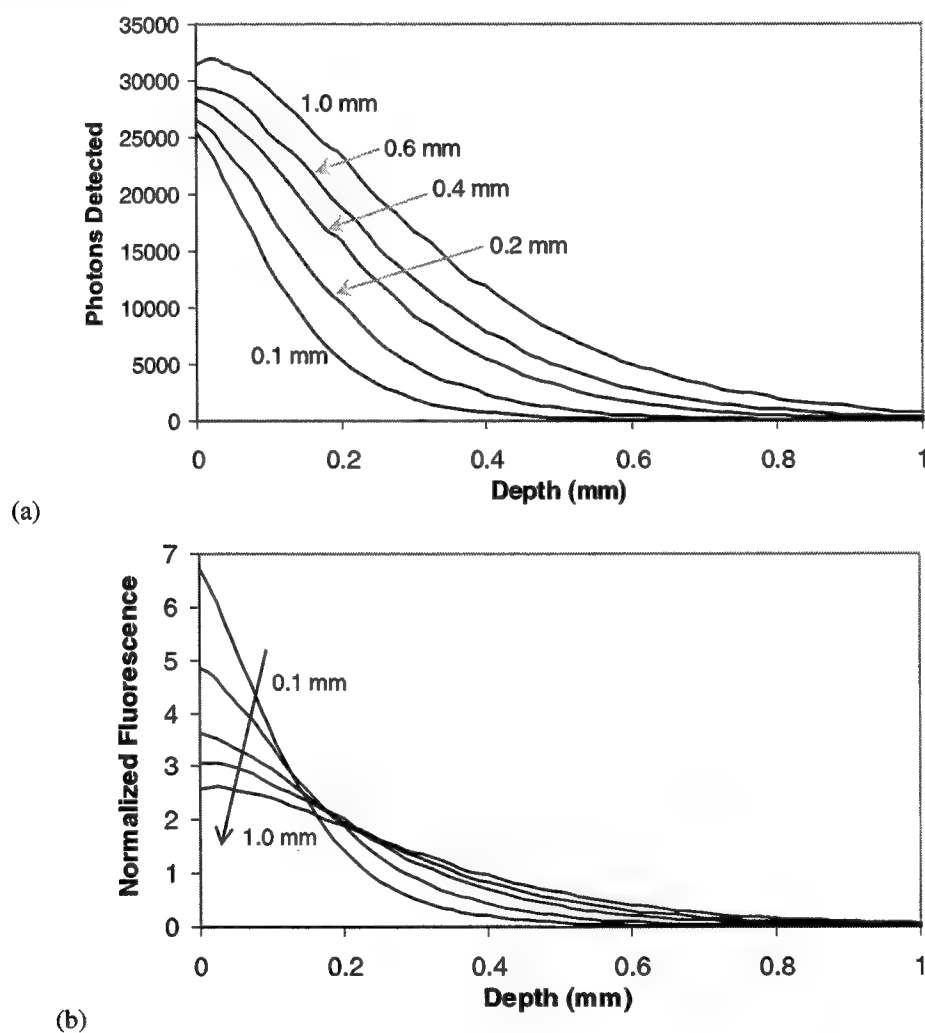 35000
30000
25000
20000
15000
10000
5000
0
Photons Detected
1.0 mm
0.6 mm
0.4 mm
0.2 mm
0.1 mm
0 0.2 0.4 0.6 0.8 1
Depth (mm)
(a)
7
6
5
4
3
2
1
0
Normalized Fluorescence
0.1 mm
1.0 mm
0 0.2 0.4 0.6 0.8 1
Depth (mm)
(b)